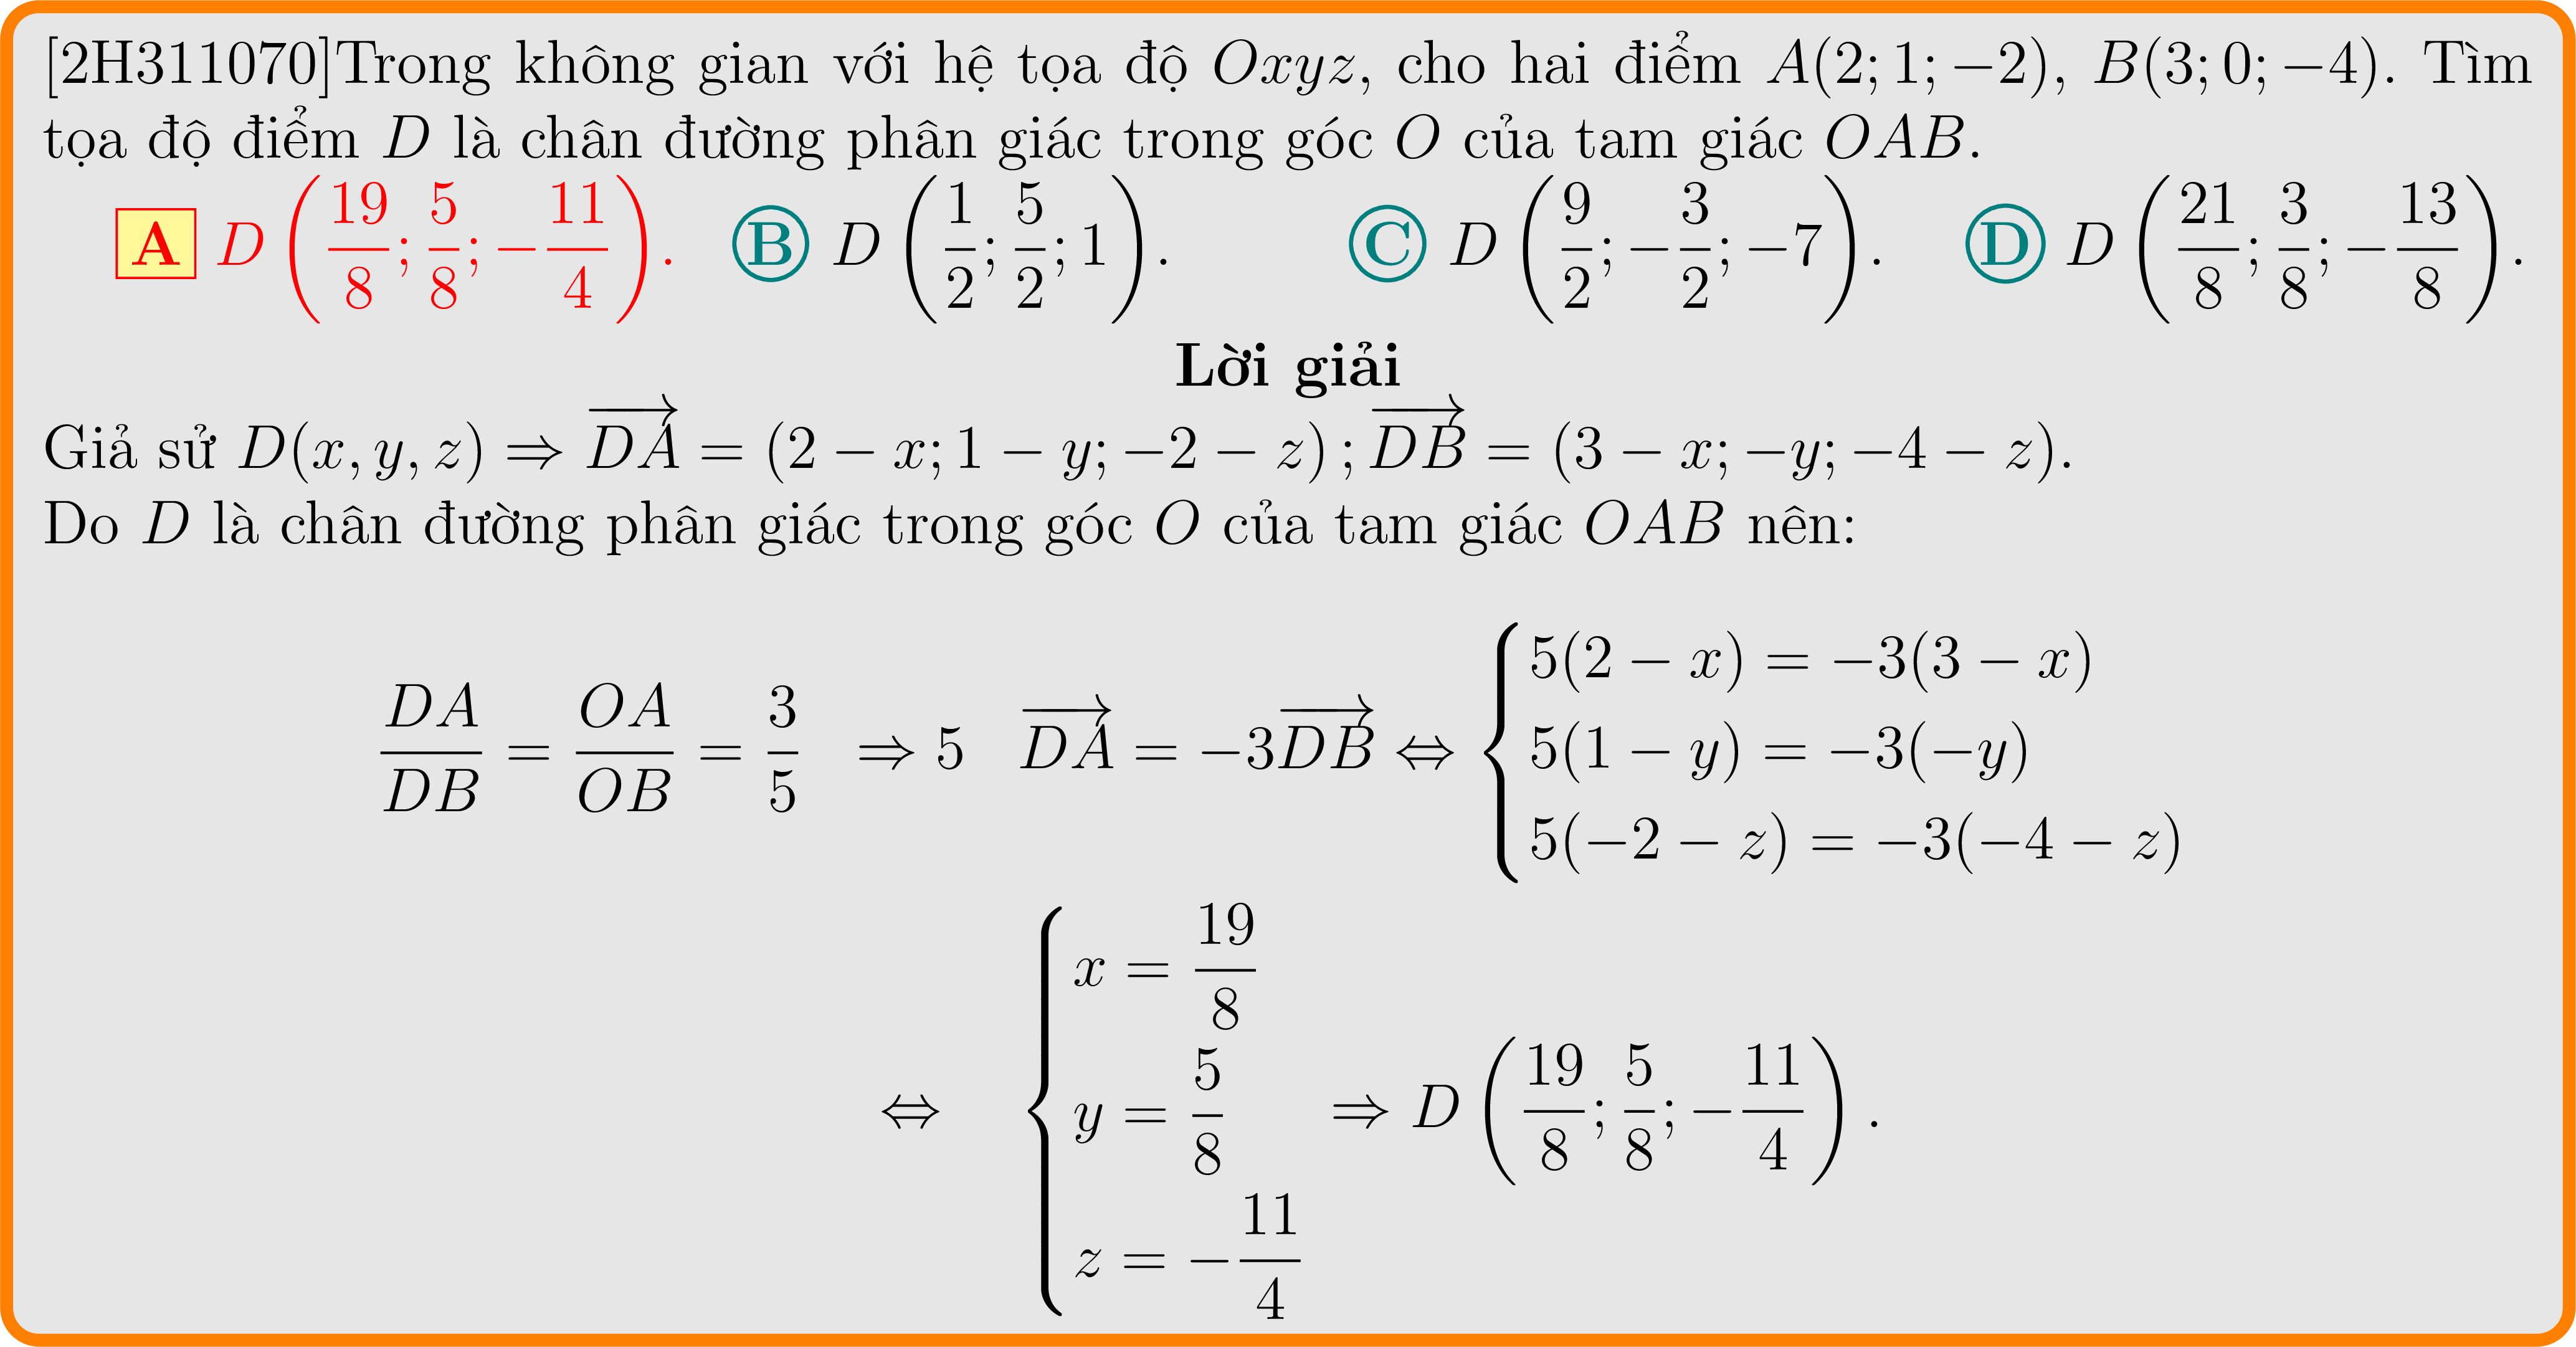 [2H311070]Trong không gian với hệ tọa độ $Oxyz$, cho hai điểm $A(2;1;-2)$, $B(3;0;-4)$. Tìm
tọa độ điểm $D$ là chân đường phân giác trong góc $O$ của tam giác $OAB$.
A $D\left(\frac{19}{8};\frac{5}{8};-\frac{11}{4}\right)$. B $D\left(\frac{1}{2};\frac{5}{2};1\right)$. C $D\left(\frac{9}{2};-\frac{3}{2};-7\right)$. D $D\left(\frac{21}{8};\frac{3}{8};-\frac{13}{8}\right)$.
Lời giải
Giả sử $D(x,y,z) \Rightarrow \overrightarrow{DA} = (2-x;1-y;-2-z); \overrightarrow{DB} = (3-x;-y;-4-z)$.
Do $D$ là chân đường phân giác trong góc $O$ của tam giác $OAB$ nên:
$\frac{DA}{DB} = \frac{OA}{OB} = \frac{3}{5} \Rightarrow 5 \overrightarrow{DA} = -3\overrightarrow{DB} \Leftrightarrow \begin{cases} 5(2-x) = -3(3-x) \\ 5(1-y) = -3(-y) \\ 5(-2-z) = -3(-4-z) \end{cases}$
$\Leftrightarrow \begin{cases} x = \frac{19}{8} \\ y = \frac{5}{8} \\ z = -\frac{11}{4} \end{cases} \Rightarrow D\left(\frac{19}{8};\frac{5}{8};-\frac{11}{4}\right).$